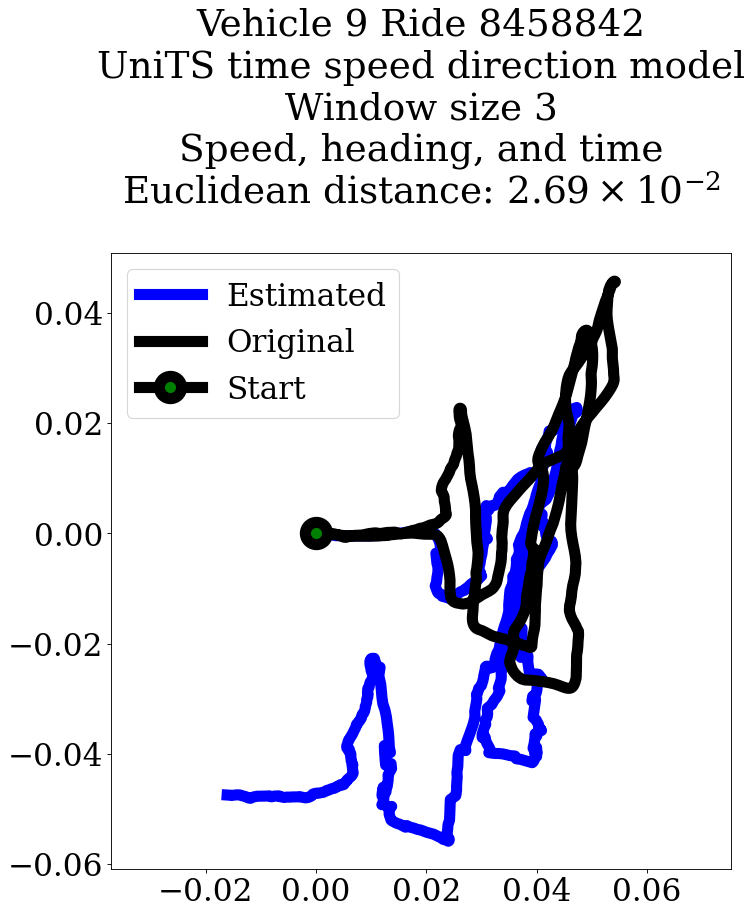 Vehicle 9 Ride 8458842
UniTS time speed direction model
Window size 3
Speed, heading, and time
Euclidean distance: 2.69 × 10⁻²
Estimated
Original
Start
0.04
0.02
0.00
−0.02
−0.04
−0.06
−0.02 0.00 0.02 0.04 0.06